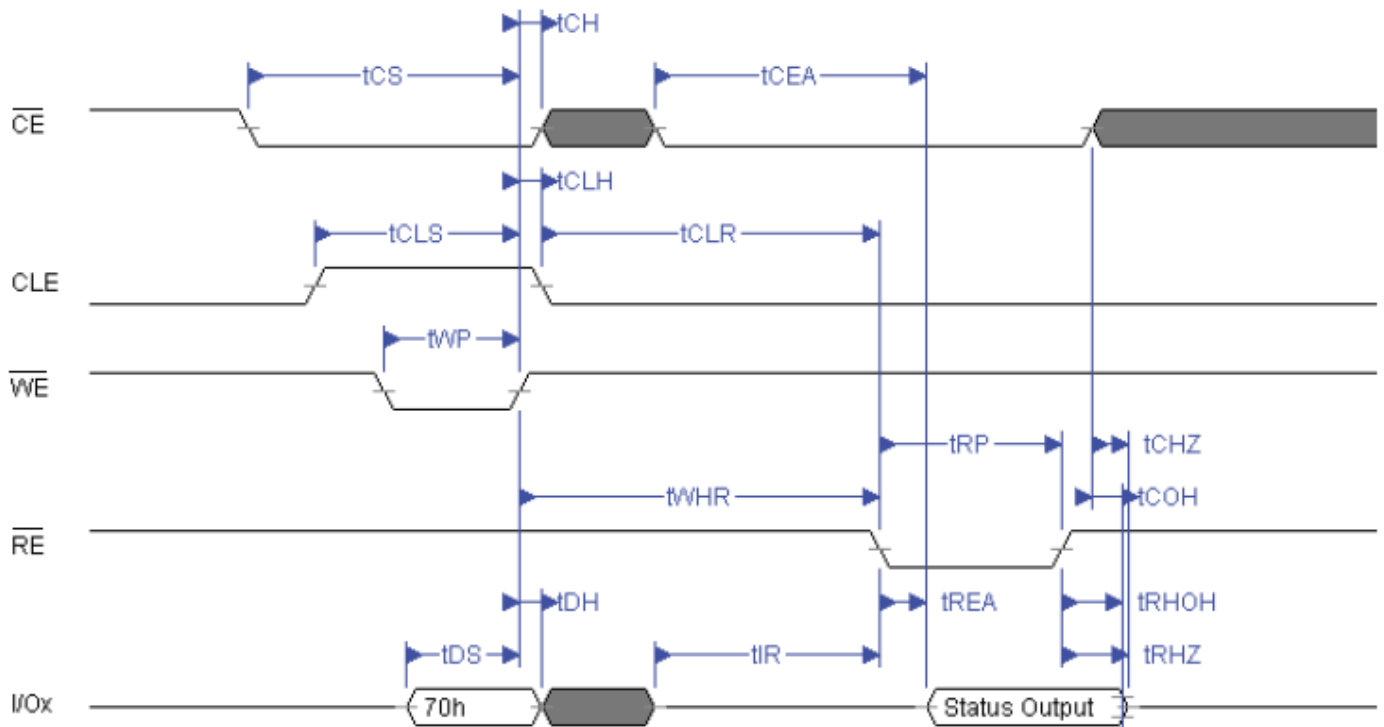 tCH
tCS
tCEA
CE
tCLH
tCLS
tCLR
CLE
tWP
WE
tRP
tCHZ
tWHR
tCOH
RE
tDH
tREA
tRHOH
tDS
tIR
tRHZ
I/Ox
70h
Status Output